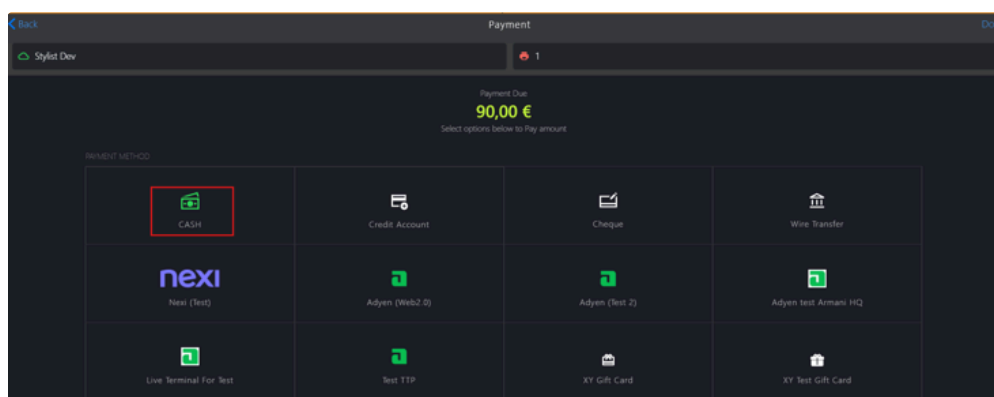 Back
Payment
Do
Stylist Dev
1
Payment Due
90,00 €
Select options below to Pay amount
PAYMENT METHOD
CASH
Credit Account
Cheque
Wire Transfer
nexi
Nexi (Test)
Adyen (Web2.0)
Adyen (Test 2)
Adyen test Armani HQ
Live Terminal For Test
Test TTP
XY Gift Card
XY Test Gift Card